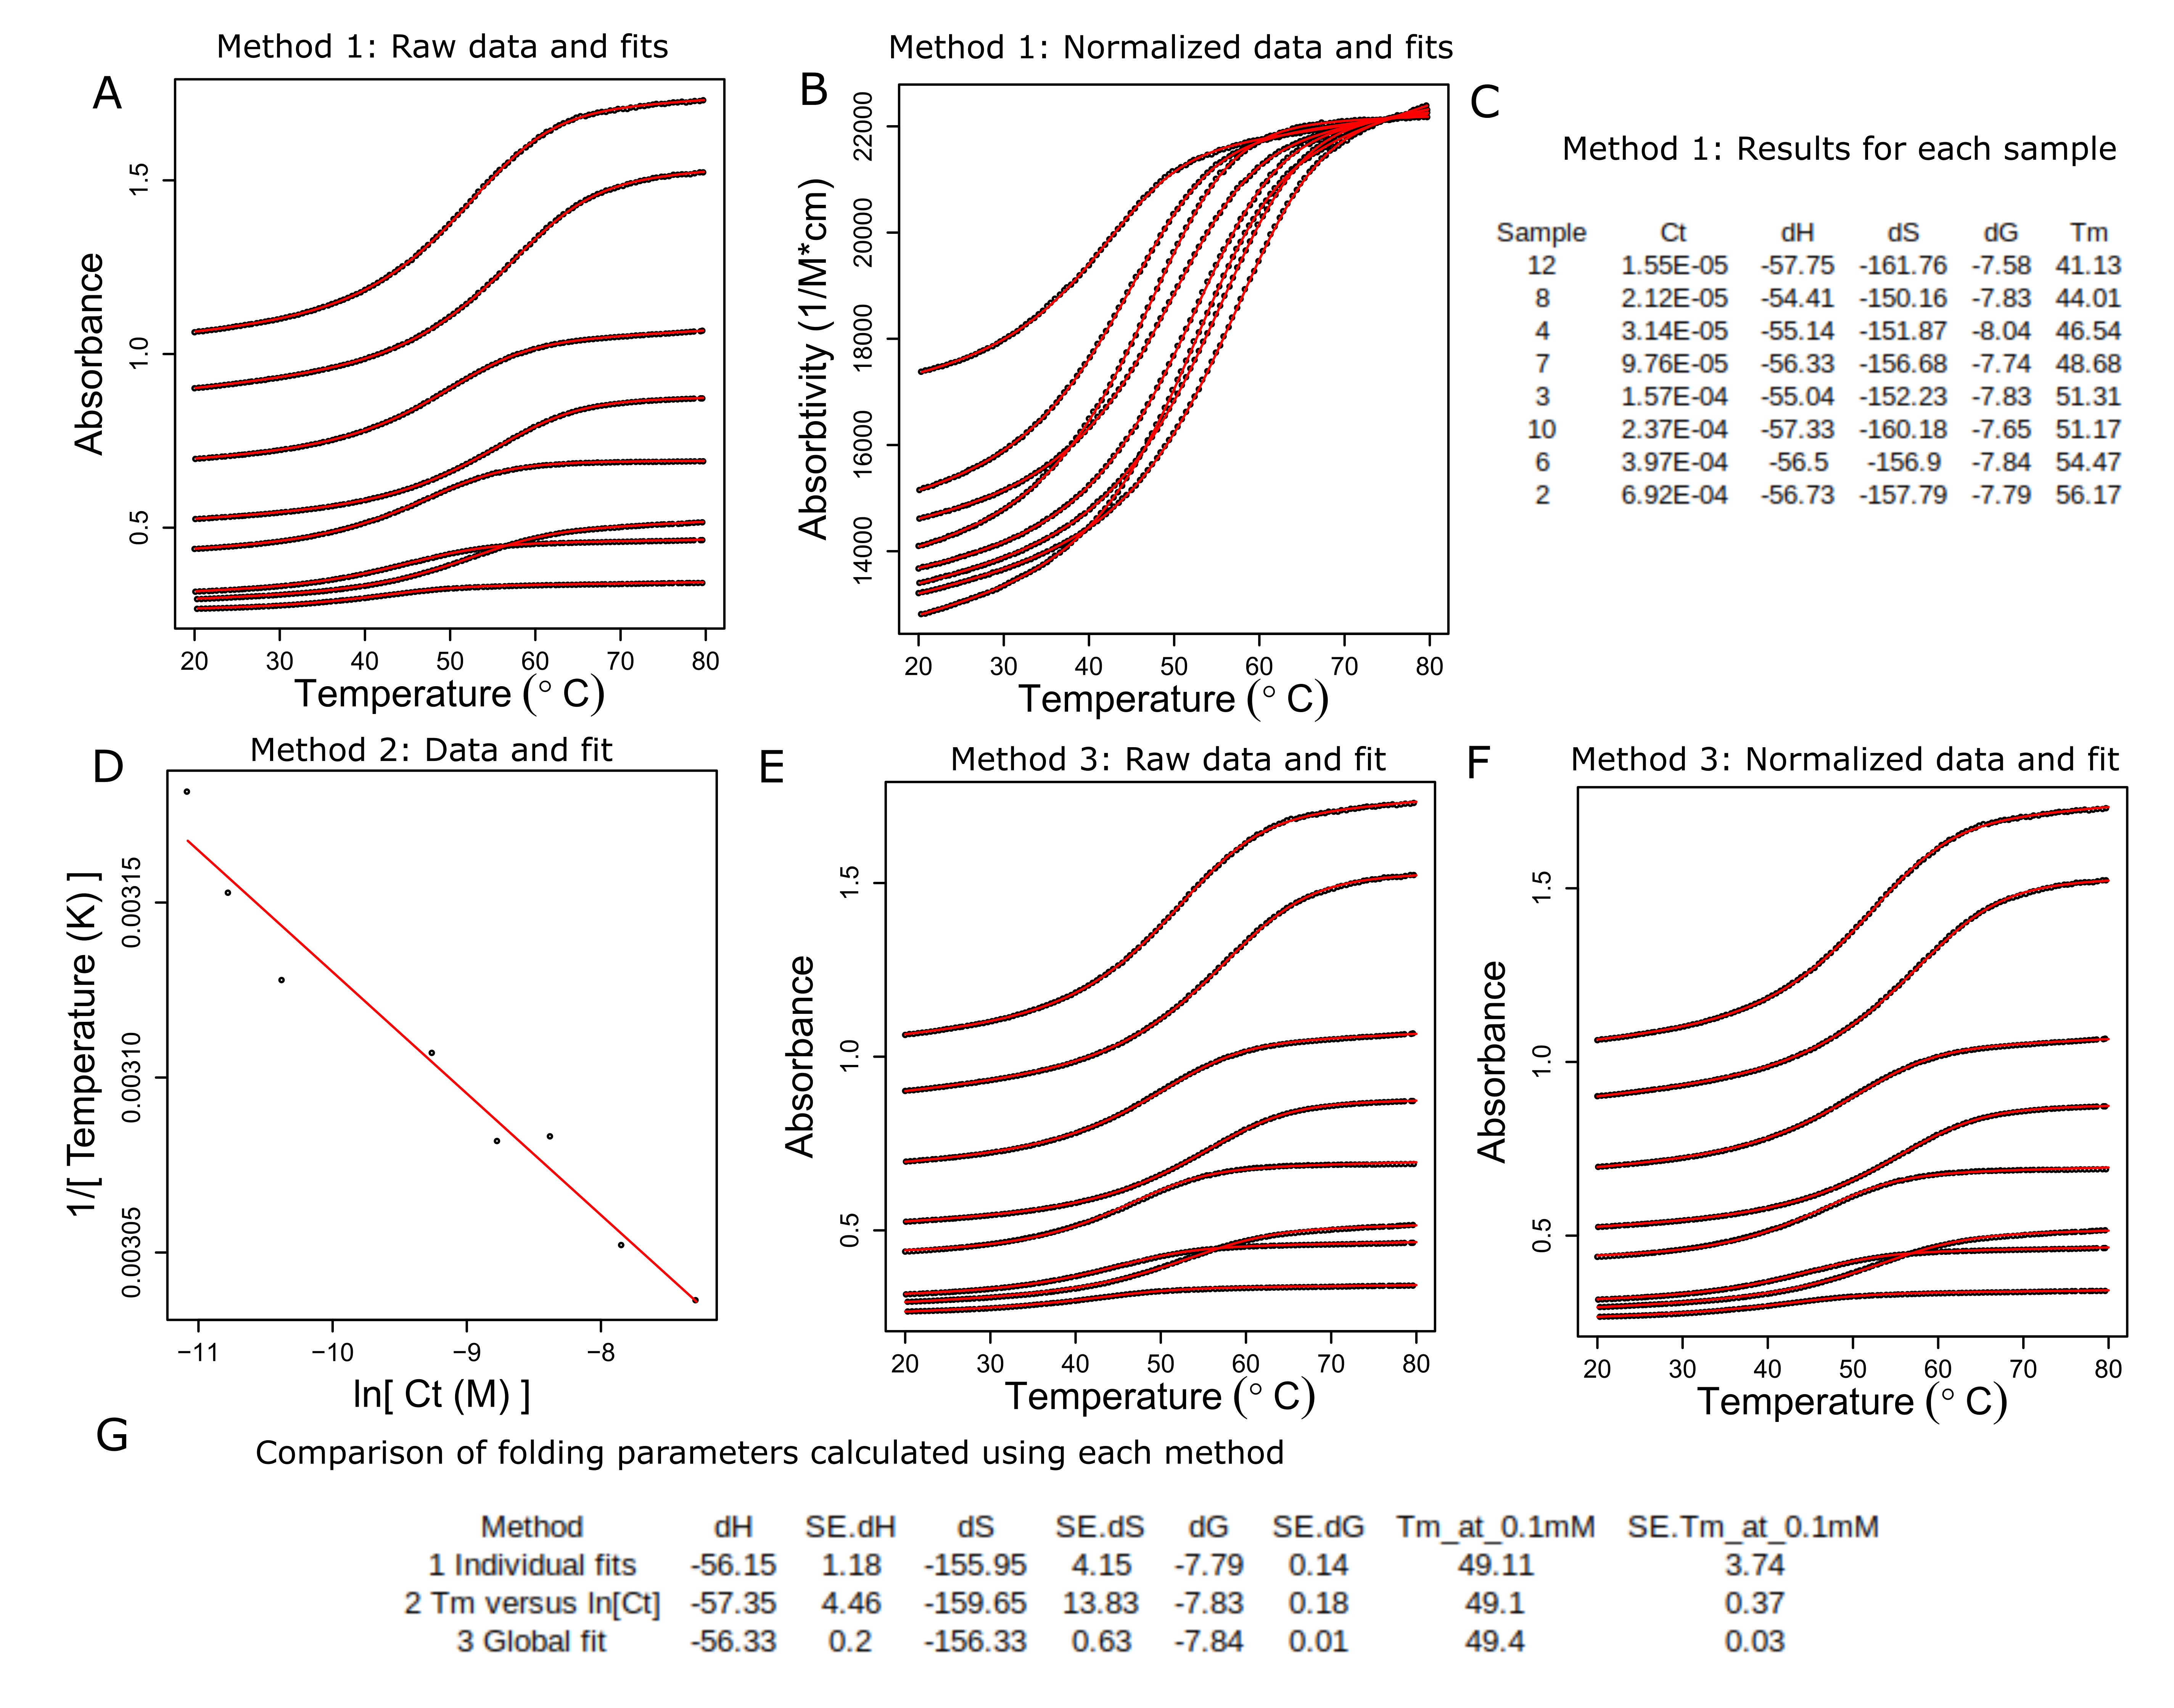 Method 1: Raw data and fits
A
Absorbance
1.5
1.0
0.5
20 30 40 50 60 70 80
Temperature (° C)
Method 1: Normalized data and fits
B
Absorbtivity (1/M*cm)
22000
20000
18000
16000
14000
20 30 40 50 60 70 80
Temperature (° C)
C
Method 1: Results for each sample
Sample Ct dH dS dG Tm
12 1.55E-05 -57.75 -161.76 -7.58 41.13
8 2.12E-05 -54.41 -150.16 -7.83 44.01
4 3.14E-05 -55.14 -151.87 -8.04 46.54
7 9.76E-05 -56.33 -156.68 -7.74 48.68
3 1.57E-04 -55.04 -152.23 -7.83 51.31
10 2.37E-04 -57.33 -160.18 -7.65 51.17
6 3.97E-04 -56.5 -156.9 -7.84 54.47
2 6.92E-04 -56.73 -157.79 -7.79 56.17
D
Method 2: Data and fit
1/[ Temperature (K) ]
0.00315
0.00310
0.00305
−11 −10 −9 −8
ln[ Ct (M) ]
E
Method 3: Raw data and fit
Absorbance
1.5
1.0
0.5
20 30 40 50 60 70 80
Temperature (° C)
F
Method 3: Normalized data and fit
Absorbance
1.5
1.0
0.5
20 30 40 50 60 70 80
Temperature (° C)
G
Comparison of folding parameters calculated using each method
Method dH SE.dH dS SE.dS dG SE.dG Tm_at_0.1mM SE.Tm_at_0.1mM
1 Individual fits -56.15 1.18 -155.95 4.15 -7.79 0.14 49.11 3.74
2 Tm versus ln[Ct] -57.35 4.46 -159.65 13.83 -7.83 0.18 49.1 0.37
3 Global fit -56.33 0.2 -156.33 0.63 -7.84 0.01 49.4 0.03